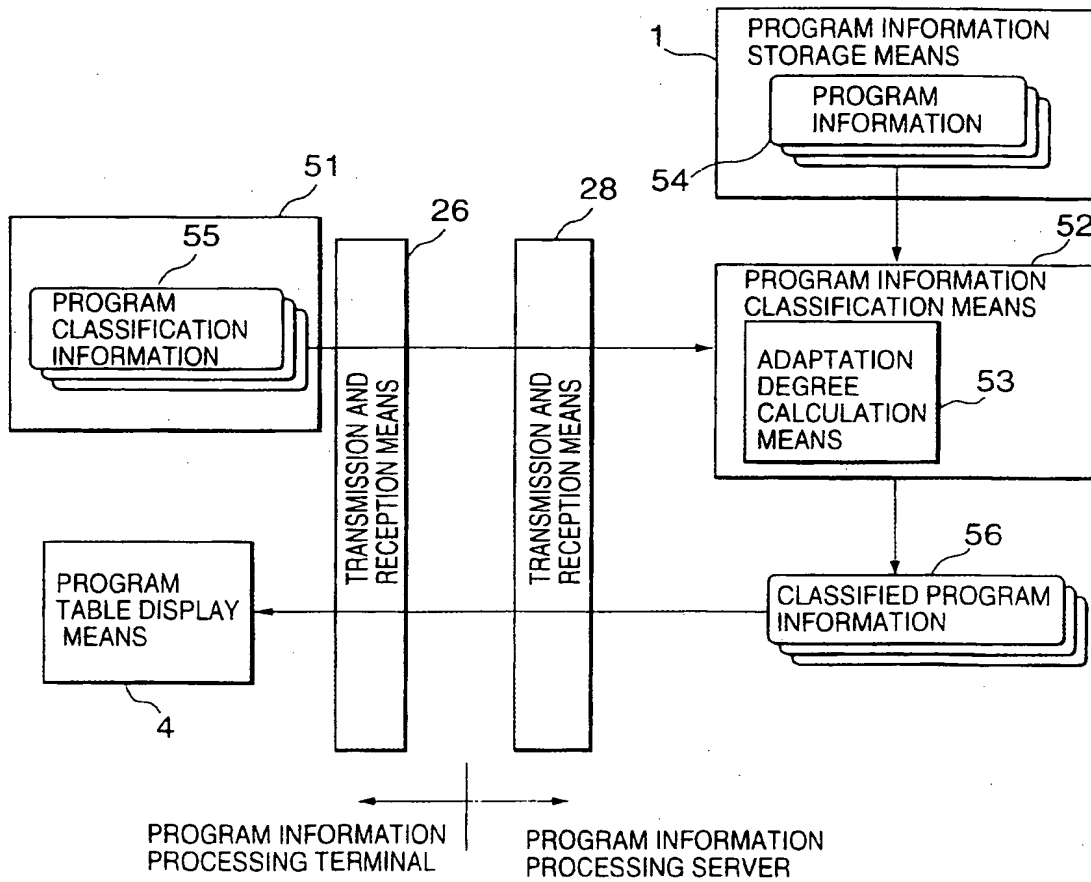 1
PROGRAM INFORMATION
STORAGE MEANS
PROGRAM
INFORMATION
54
51
55
PROGRAM
CLASSIFICATION
INFORMATION
26
28
TRANSMISSION AND
RECEPTION MEANS
TRANSMISSION AND
RECEPTION MEANS
52
PROGRAM INFORMATION
CLASSIFICATION MEANS
ADAPTATION
DEGREE
CALCULATION
MEANS
53
56
CLASSIFIED PROGRAM
INFORMATION
PROGRAM
TABLE DISPLAY
MEANS
4
PROGRAM INFORMATION
PROCESSING TERMINAL
PROGRAM INFORMATION
PROCESSING SERVER